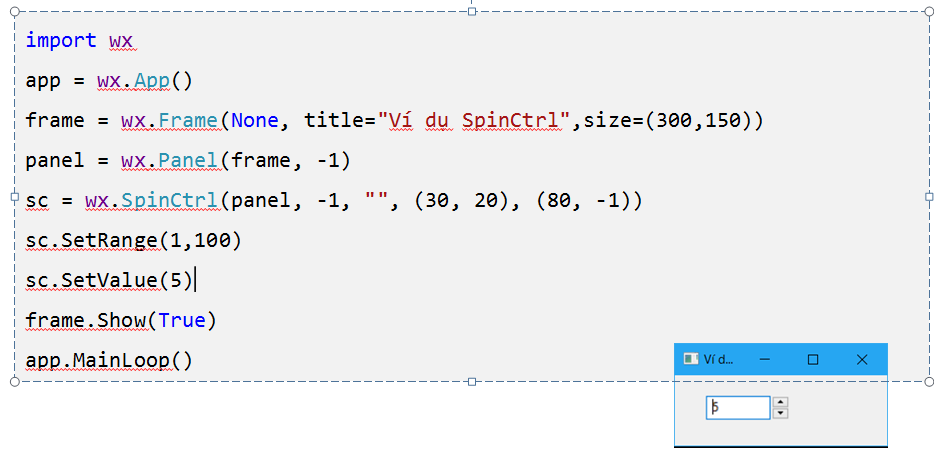 import wx
app = wx.App()
frame = wx.Frame(None, title="Ví dụ SpinCtrl",size=(300,150))
panel = wx.Panel(frame, -1)
sc = wx.SpinCtrl(panel, -1, "", (30, 20), (80, -1))
sc.SetRange(1,100)
sc.SetValue(5)
frame.Show(True)
app.MainLoop()
Ví d...
5